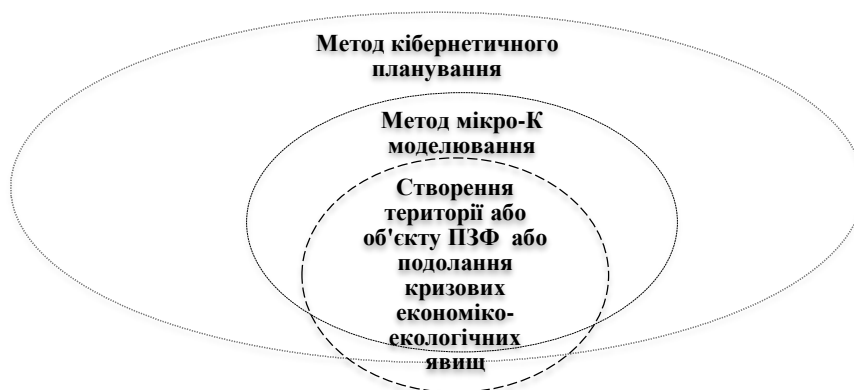 Метод кібернетичного
планування
Метод мікро-К
моделювання
Створення
території або
об'єкту ПЗФ або
подолання
кризових
економіко-
екологічних
явищ